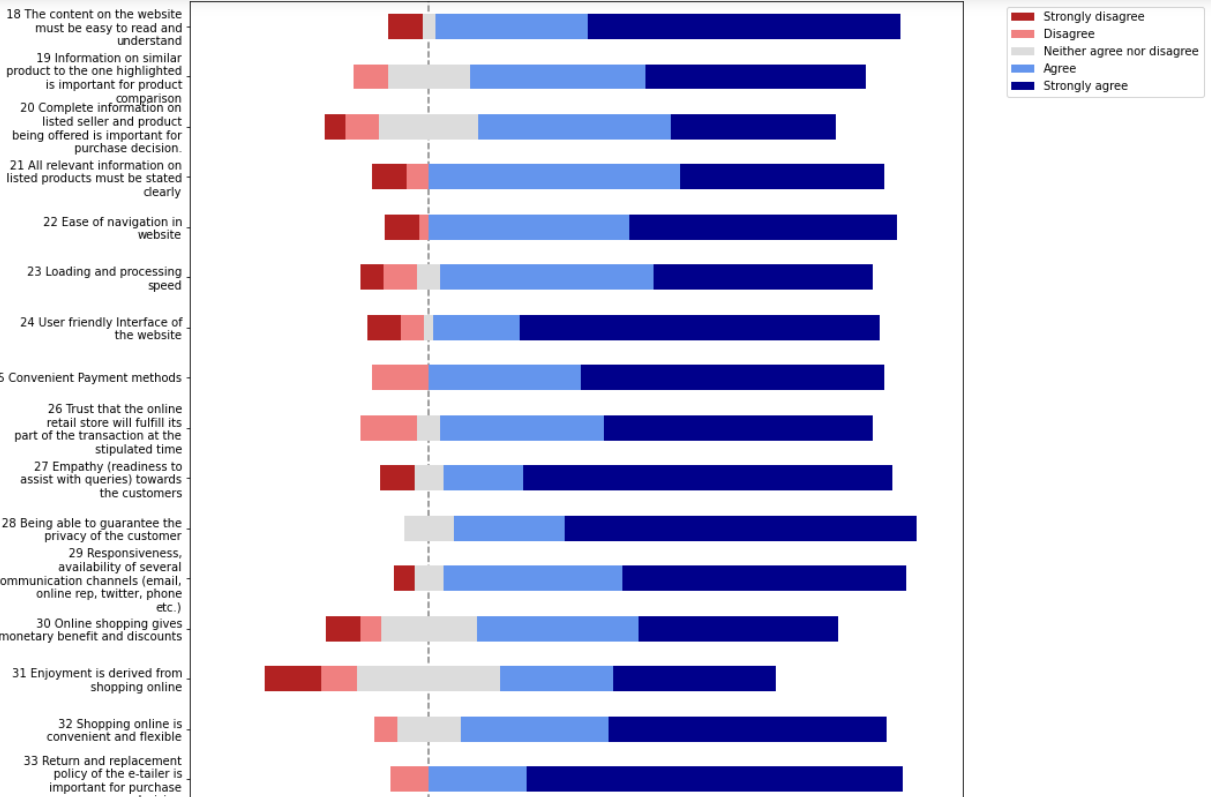 18 The content on the website
must be easy to read and
understand
19 Information on similar
product to the one highlighted
is important for product
comparison
20 Complete information on
listed seller and product
being offered is important for
purchase decision.
21 All relevant information on
listed products must be stated
clearly
22 Ease of navigation in
website
23 Loading and processing
speed
24 User friendly Interface of
the website
5 Convenient Payment methods
26 Trust that the online
retail store will fulfill its
part of the transaction at the
stipulated time
27 Empathy (readiness to
assist with queries) towards
the customers
28 Being able to guarantee the
privacy of the customer
29 Responsiveness,
availability of several
ommunication channels (email,
online rep, twitter, phone
etc.)
30 Online shopping gives
monetary benefit and discounts
31 Enjoyment is derived from
shopping online
32 Shopping online is
convenient and flexible
33 Return and replacement
policy of the e-tailer is
important for purchase
Strongly disagree
Disagree
Neither agree nor disagree
Agree
Strongly agree